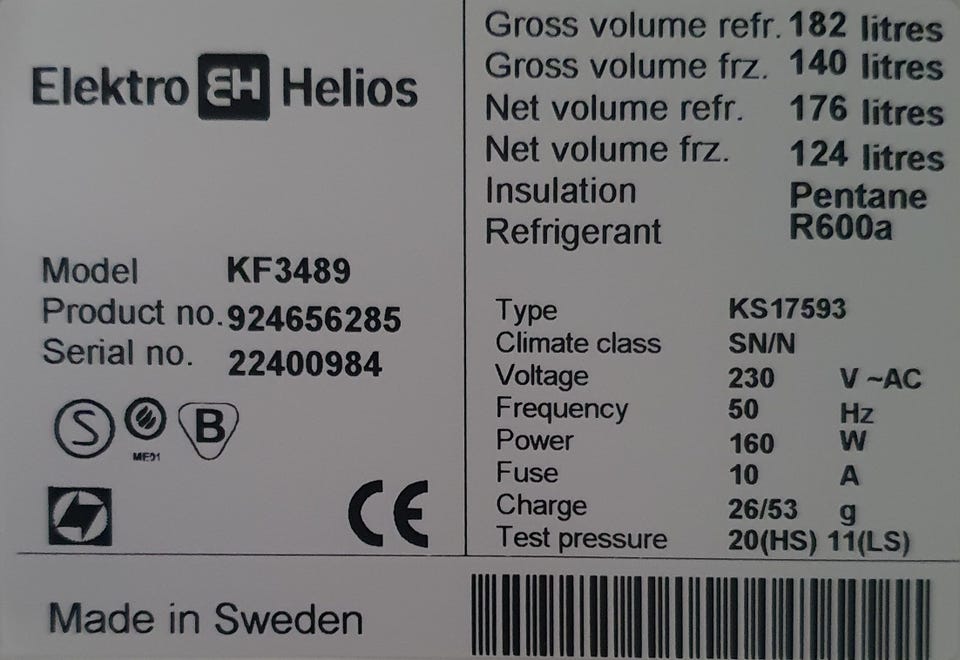 Elektro EH Helios
Model KF3489
Product no. 924656285
Serial no. 22400984
S B
CE
Gross volume refr. 182 litres
Gross volume frz. 140 litres
Net volume refr. 176 litres
Net volume frz. 124 litres
Insulation Pentane
Refrigerant R600a
Type KS17593
Climate class SN/N
Voltage 230 V ~AC
Frequency 50 Hz
Power 160 W
Fuse 10 A
Charge 26/53 g
Test pressure 20(HS) 11(LS)
Made in Sweden